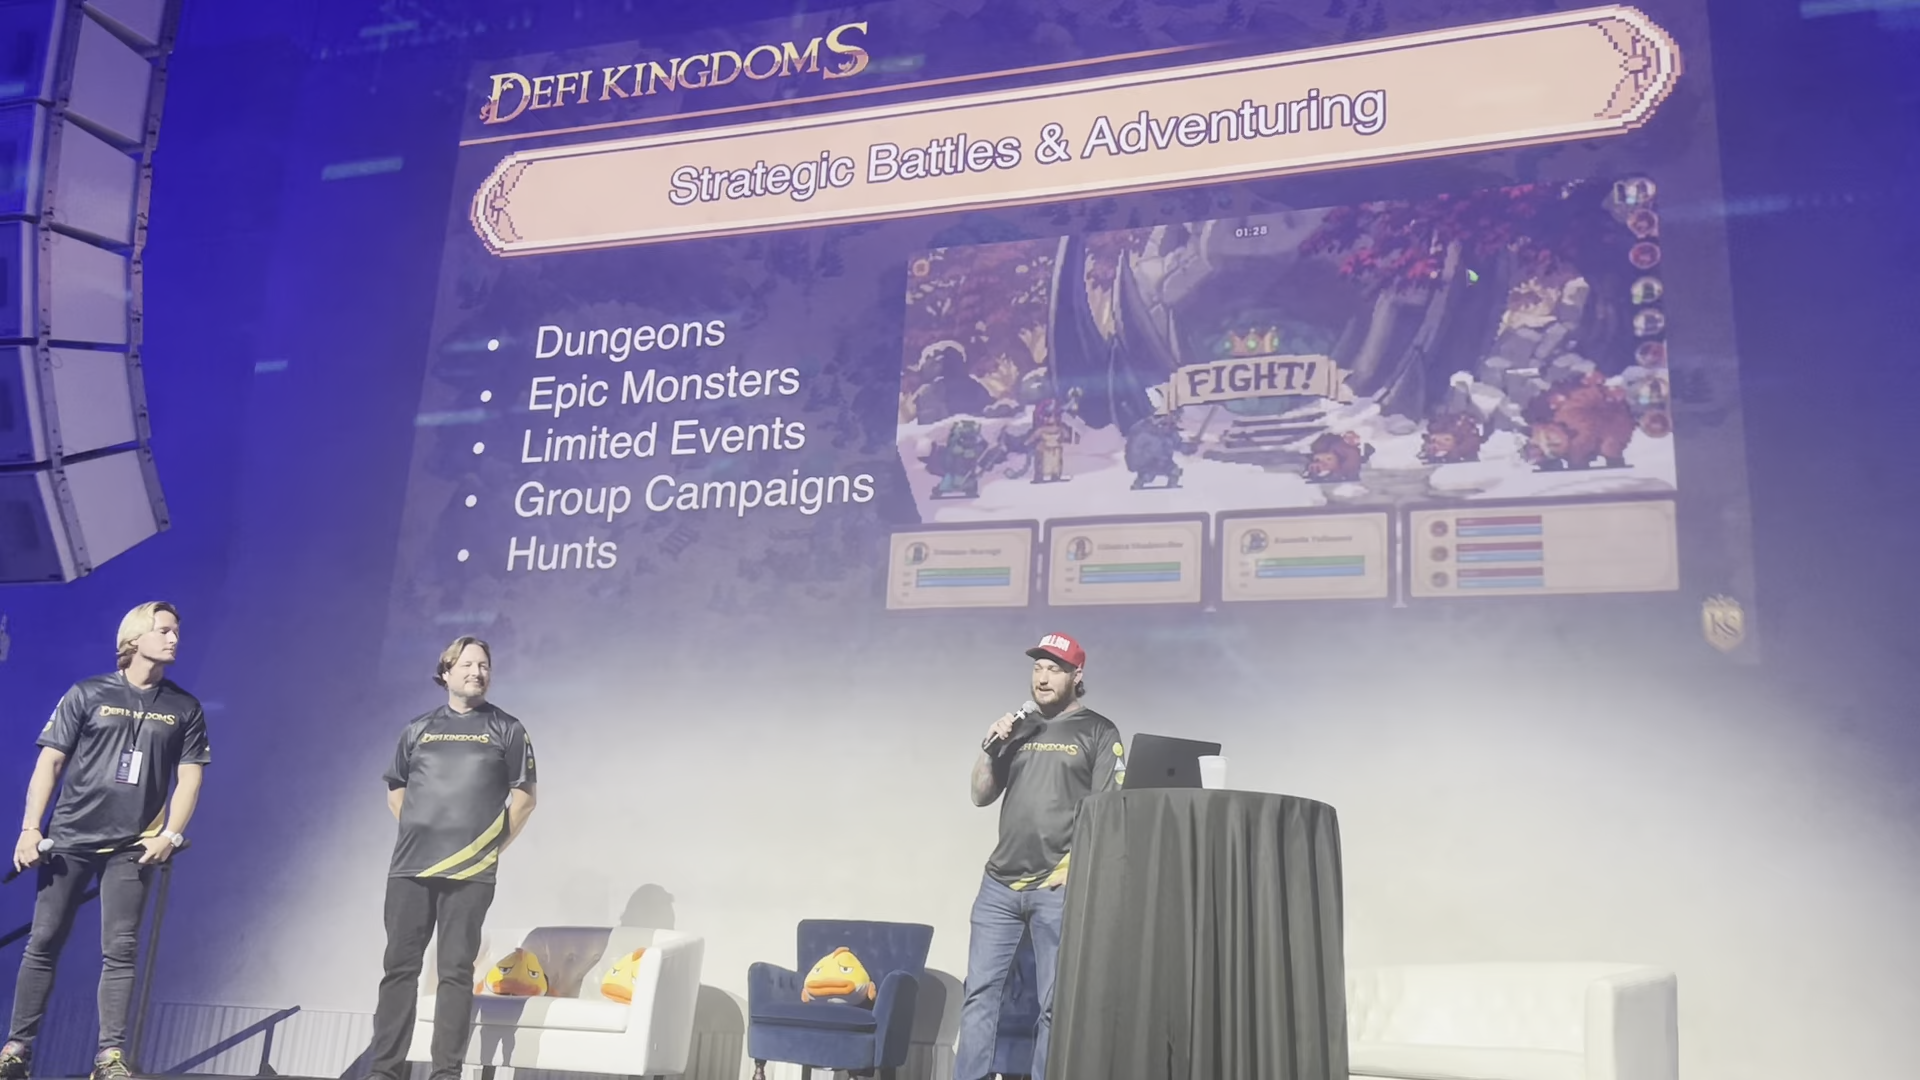 DEFI KINGDOMS
Strategic Battles & Adventuring
01:28
• Dungeons
• Epic Monsters
• Limited Events
• Group Campaigns
• Hunts
FIGHT!
KS
DEFI KINGDOMS
DEFI KINGDOMS
DEFI KINGDOMS